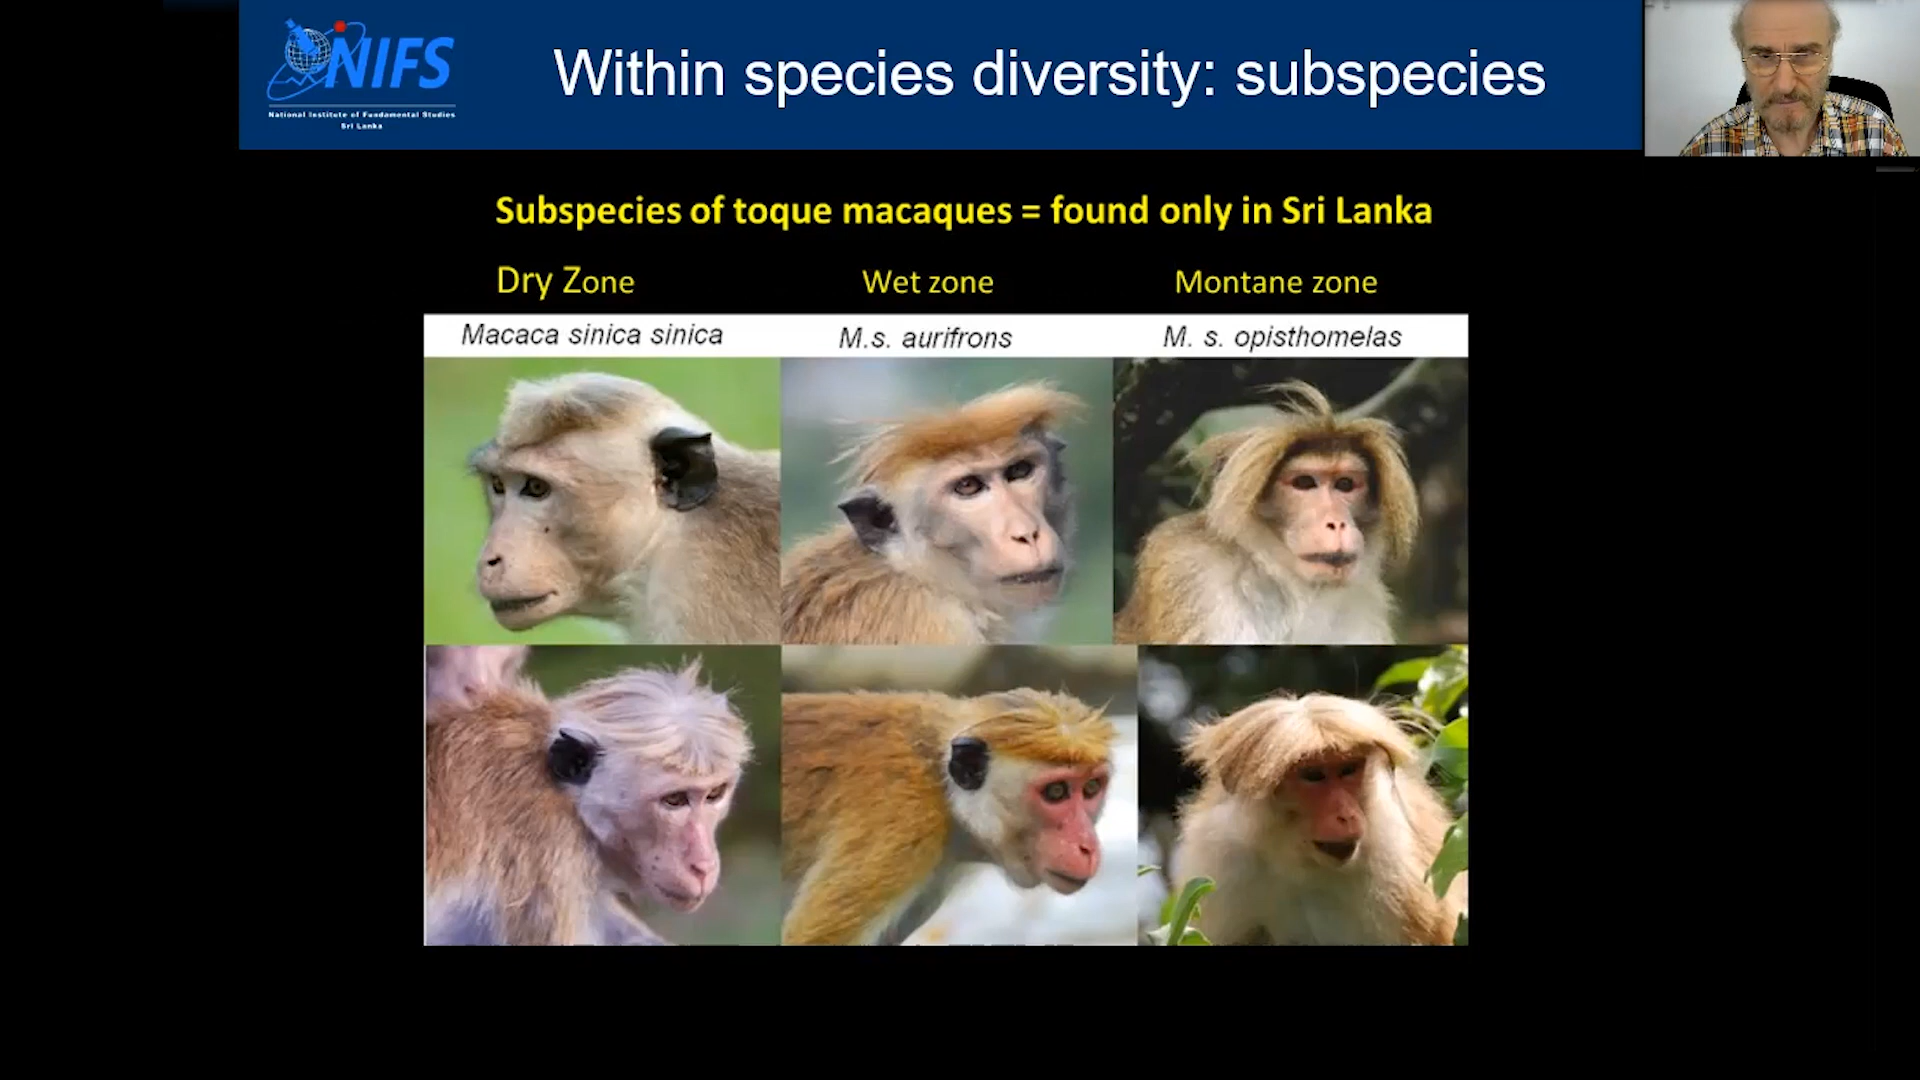 NIFS
National Institute of Fundamental Studies
Sri Lanka
Within species diversity: subspecies
Subspecies of toque macaques = found only in Sri Lanka
Dry Zone Wet zone Montane zone
Macaca sinica sinica M.s. aurifrons M. s. opisthomelas